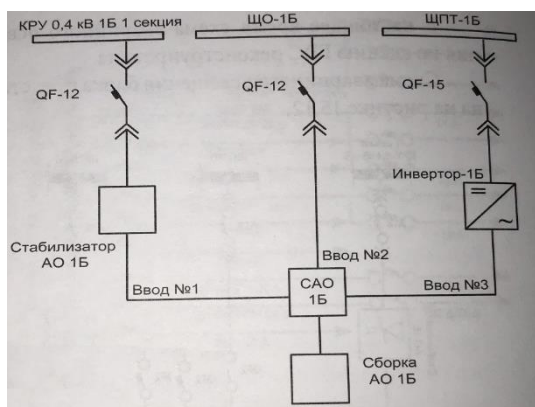 КРУ 0,4 кВ 1Б 1 секция
ЩО-1Б
ЩПТ-1Б
QF-12
QF-12
QF-15
Инвертор-1Б
Стабилизатор
АО 1Б
Ввод №1
Ввод №2
Ввод №3
САО
1Б
Сборка
АО 1Б